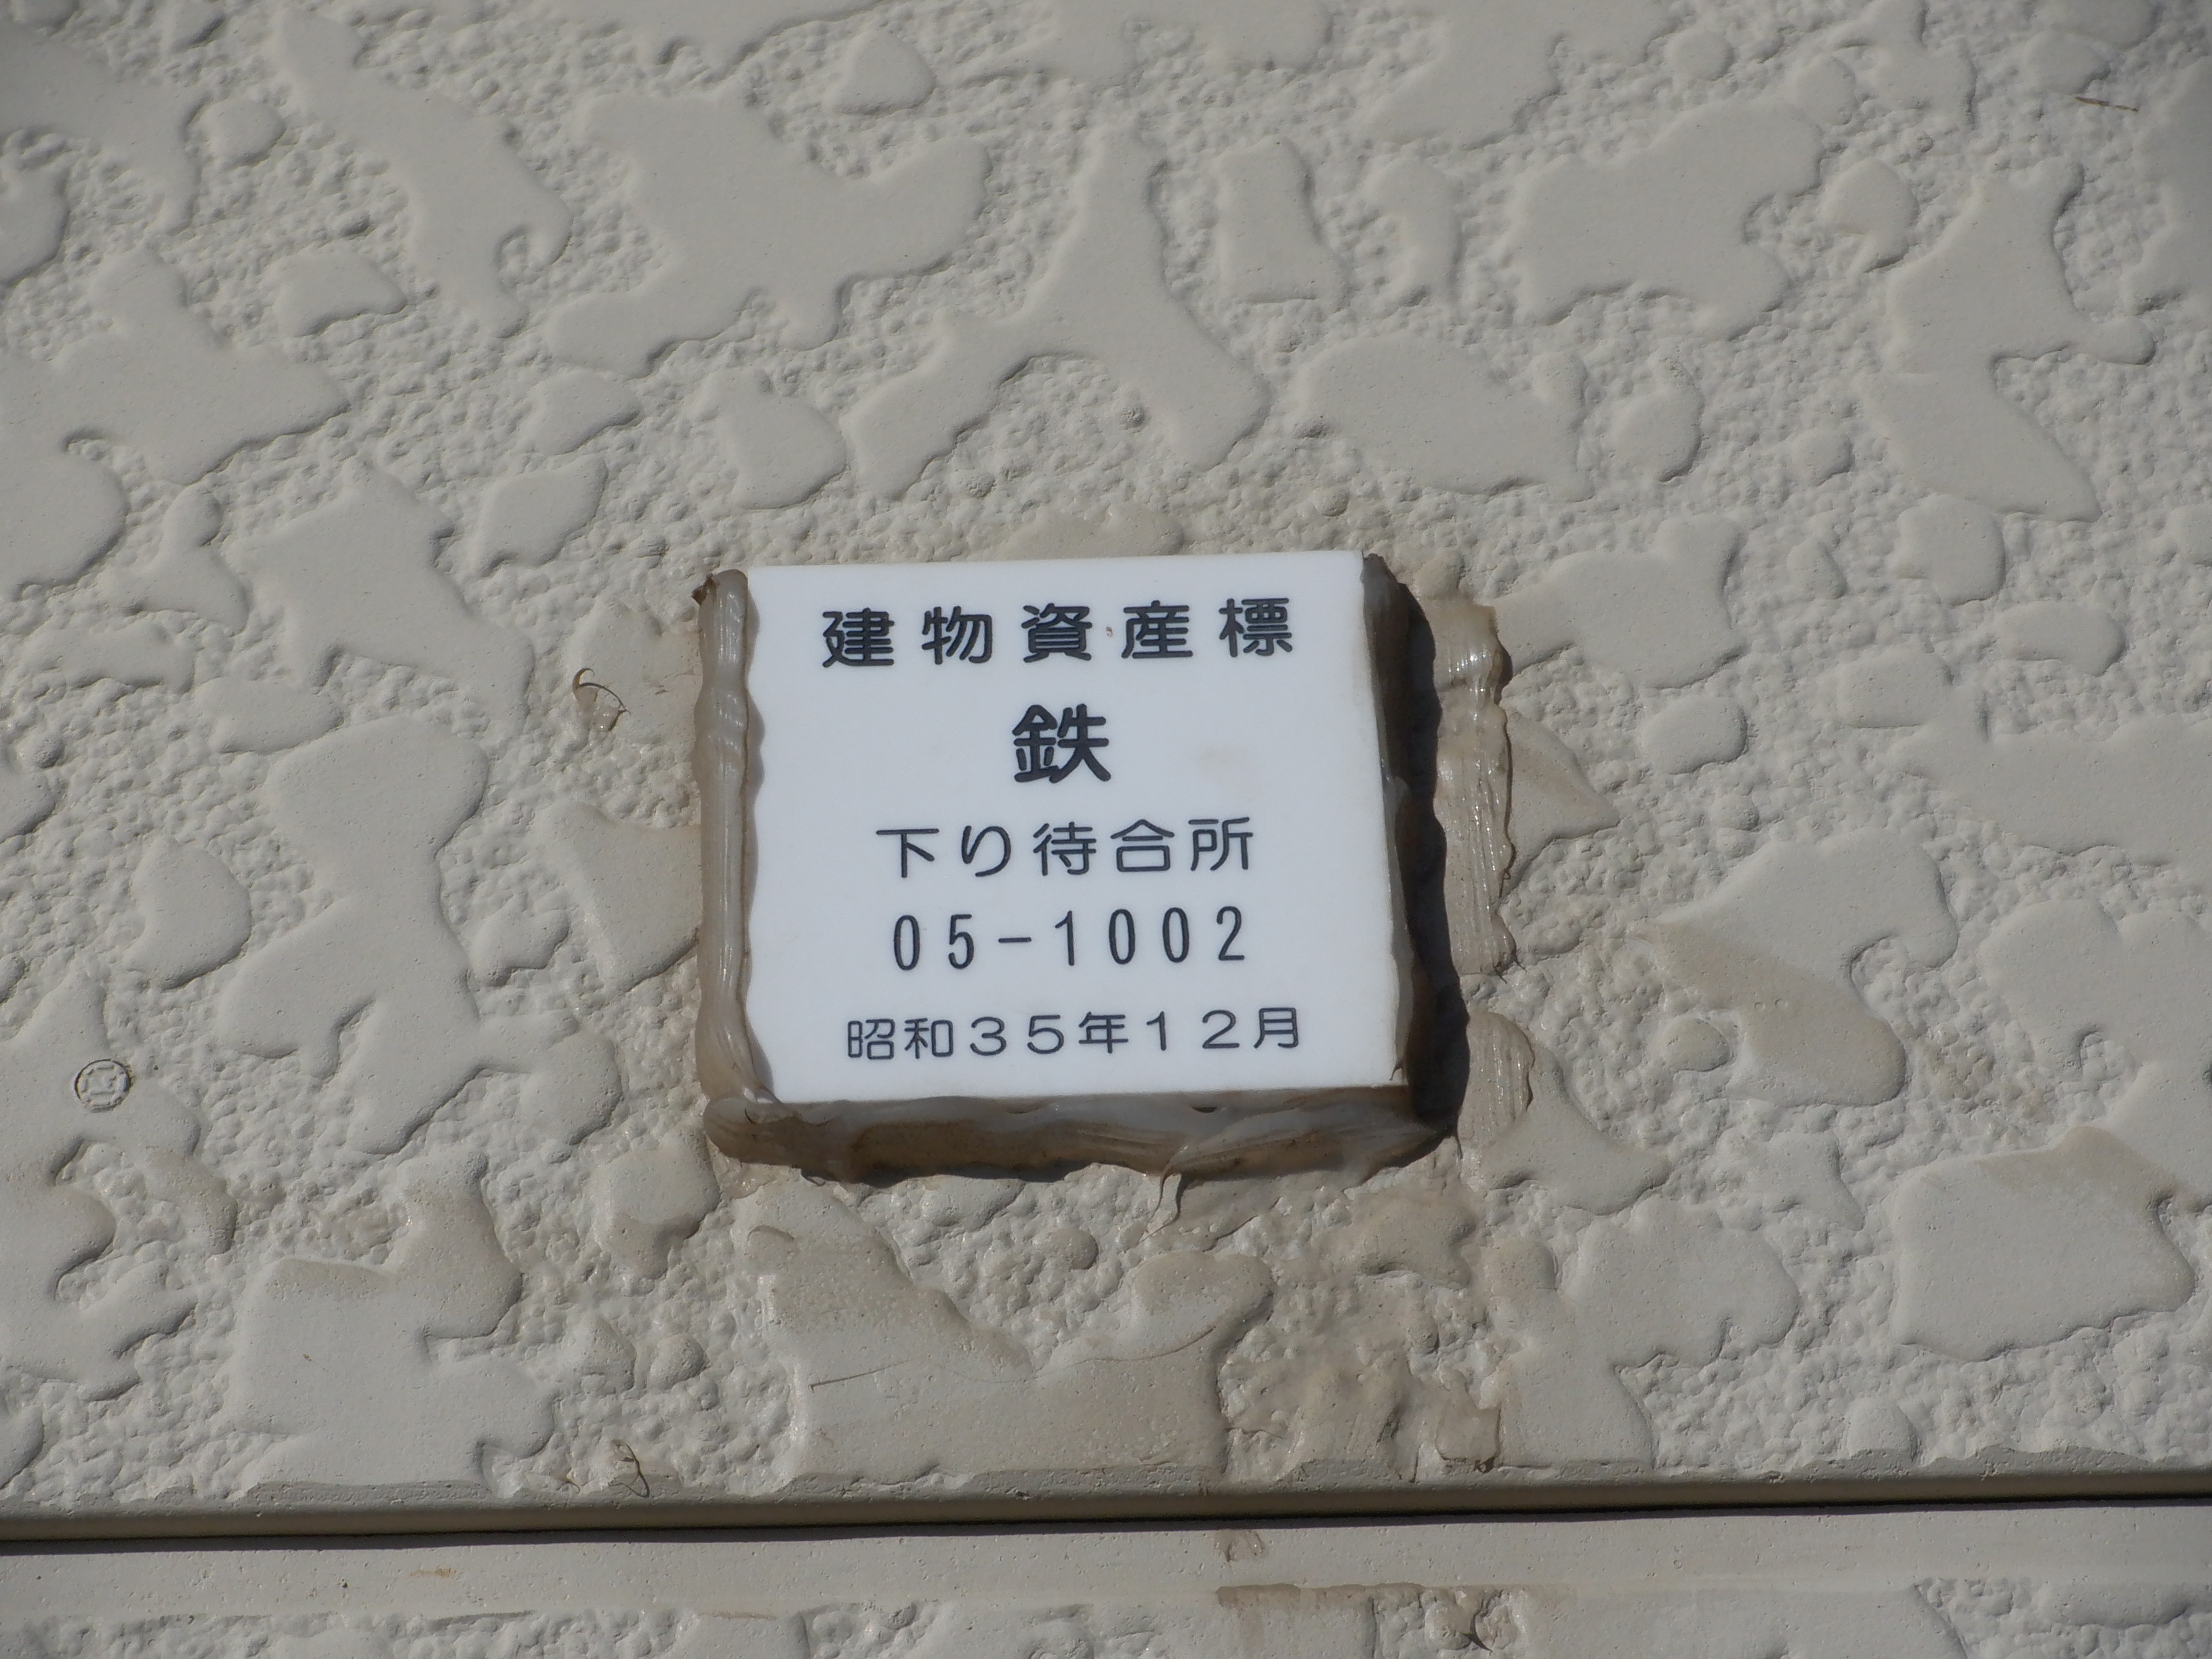 建物資産標
鉄
下り待合所
05-1002
昭和35年12月